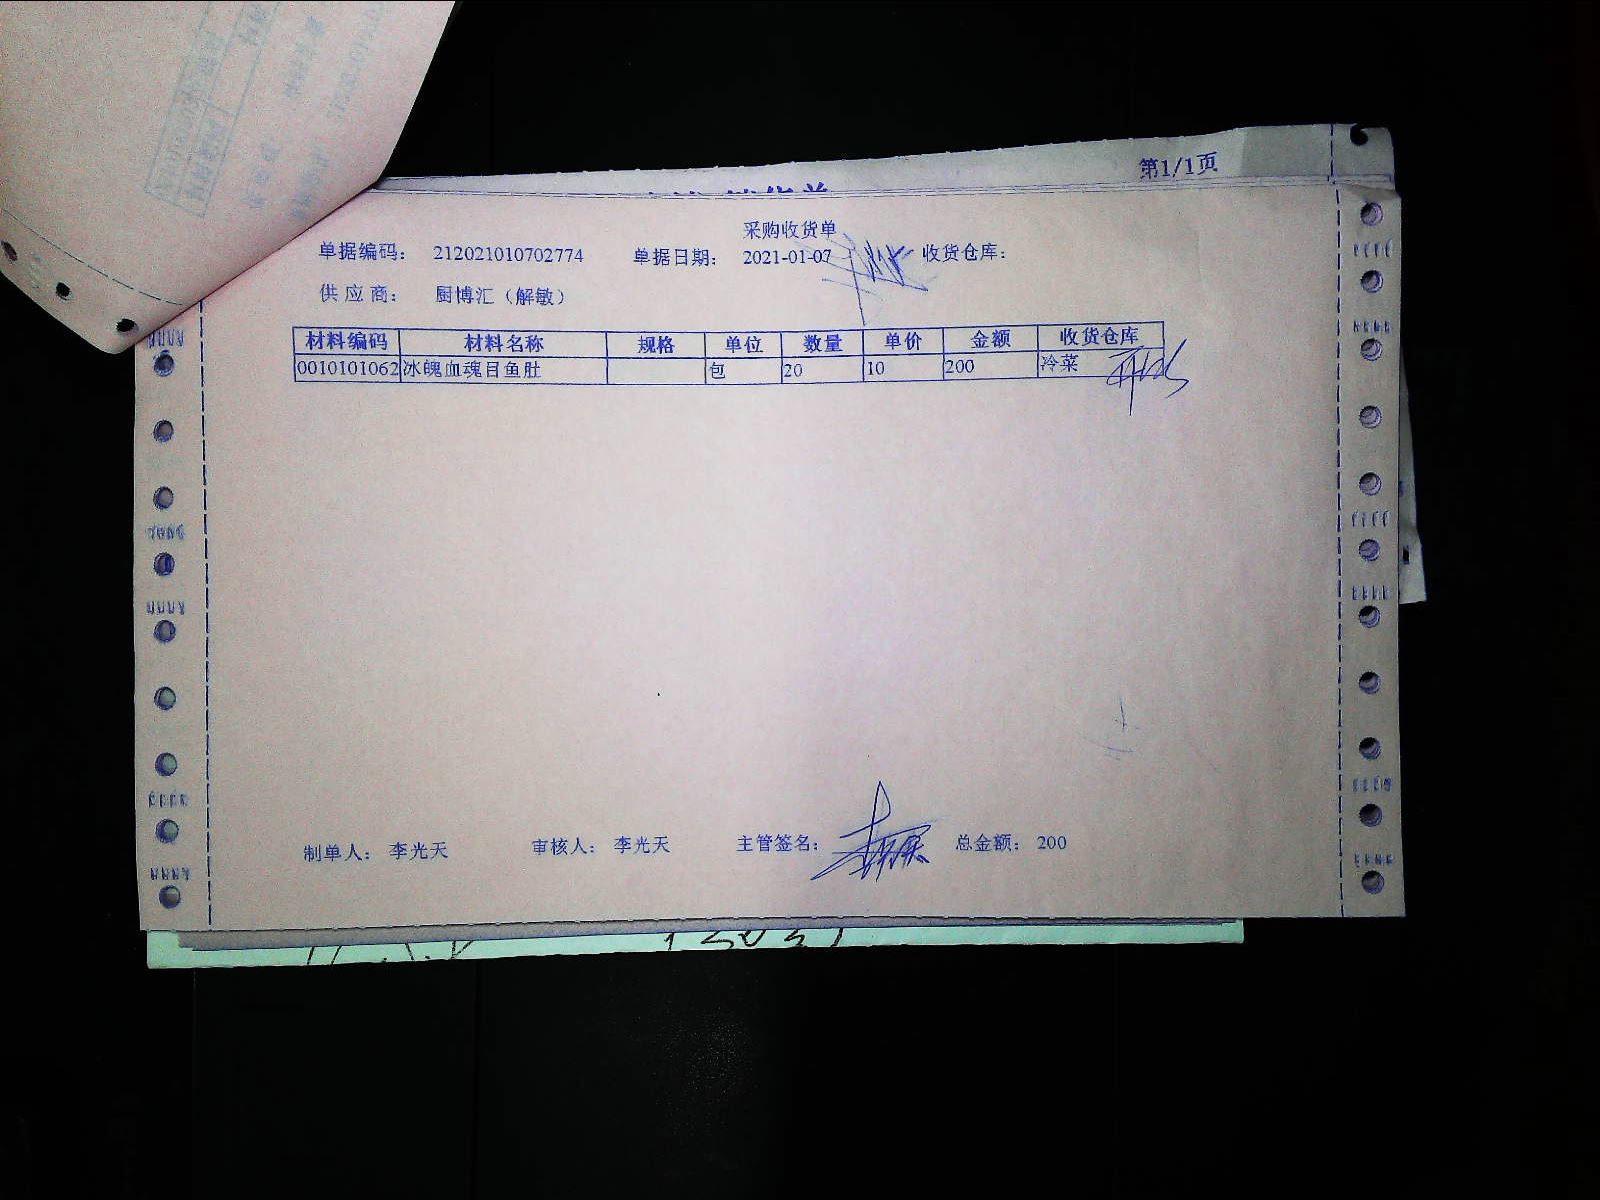 第1/1页
采购收货单
单据编码： 212021010702774 单据日期： 2021-01-07 收货仓库：
供 应 商： 厨博汇（解敏）
材料编码 材料名称 规格 单位 数量 单价 金额 收货仓库
0010101062 冰魄血魂目鱼肚 包 20 10 200 冷菜
制单人： 李光天 审核人： 李光天 主管签名： 总金额： 200